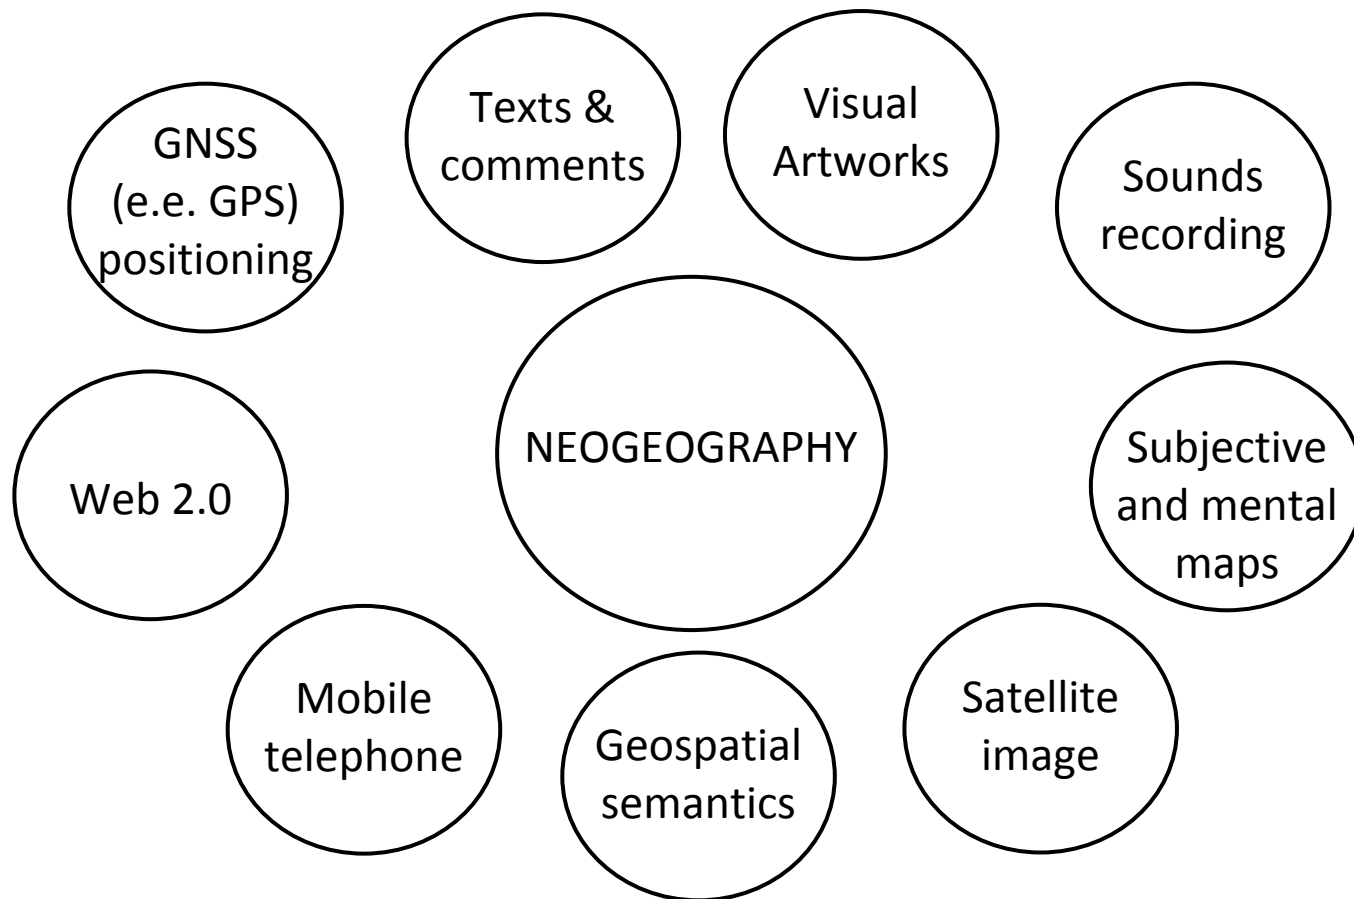 GNSS
(e.e. GPS)
positioning
Texts &
comments
Visual
Artworks
Sounds
recording
NEOGEOGRAPHY
Web 2.0
Subjective
and mental
maps
Mobile
telephone
Geospatial
semantics
Satellite
image